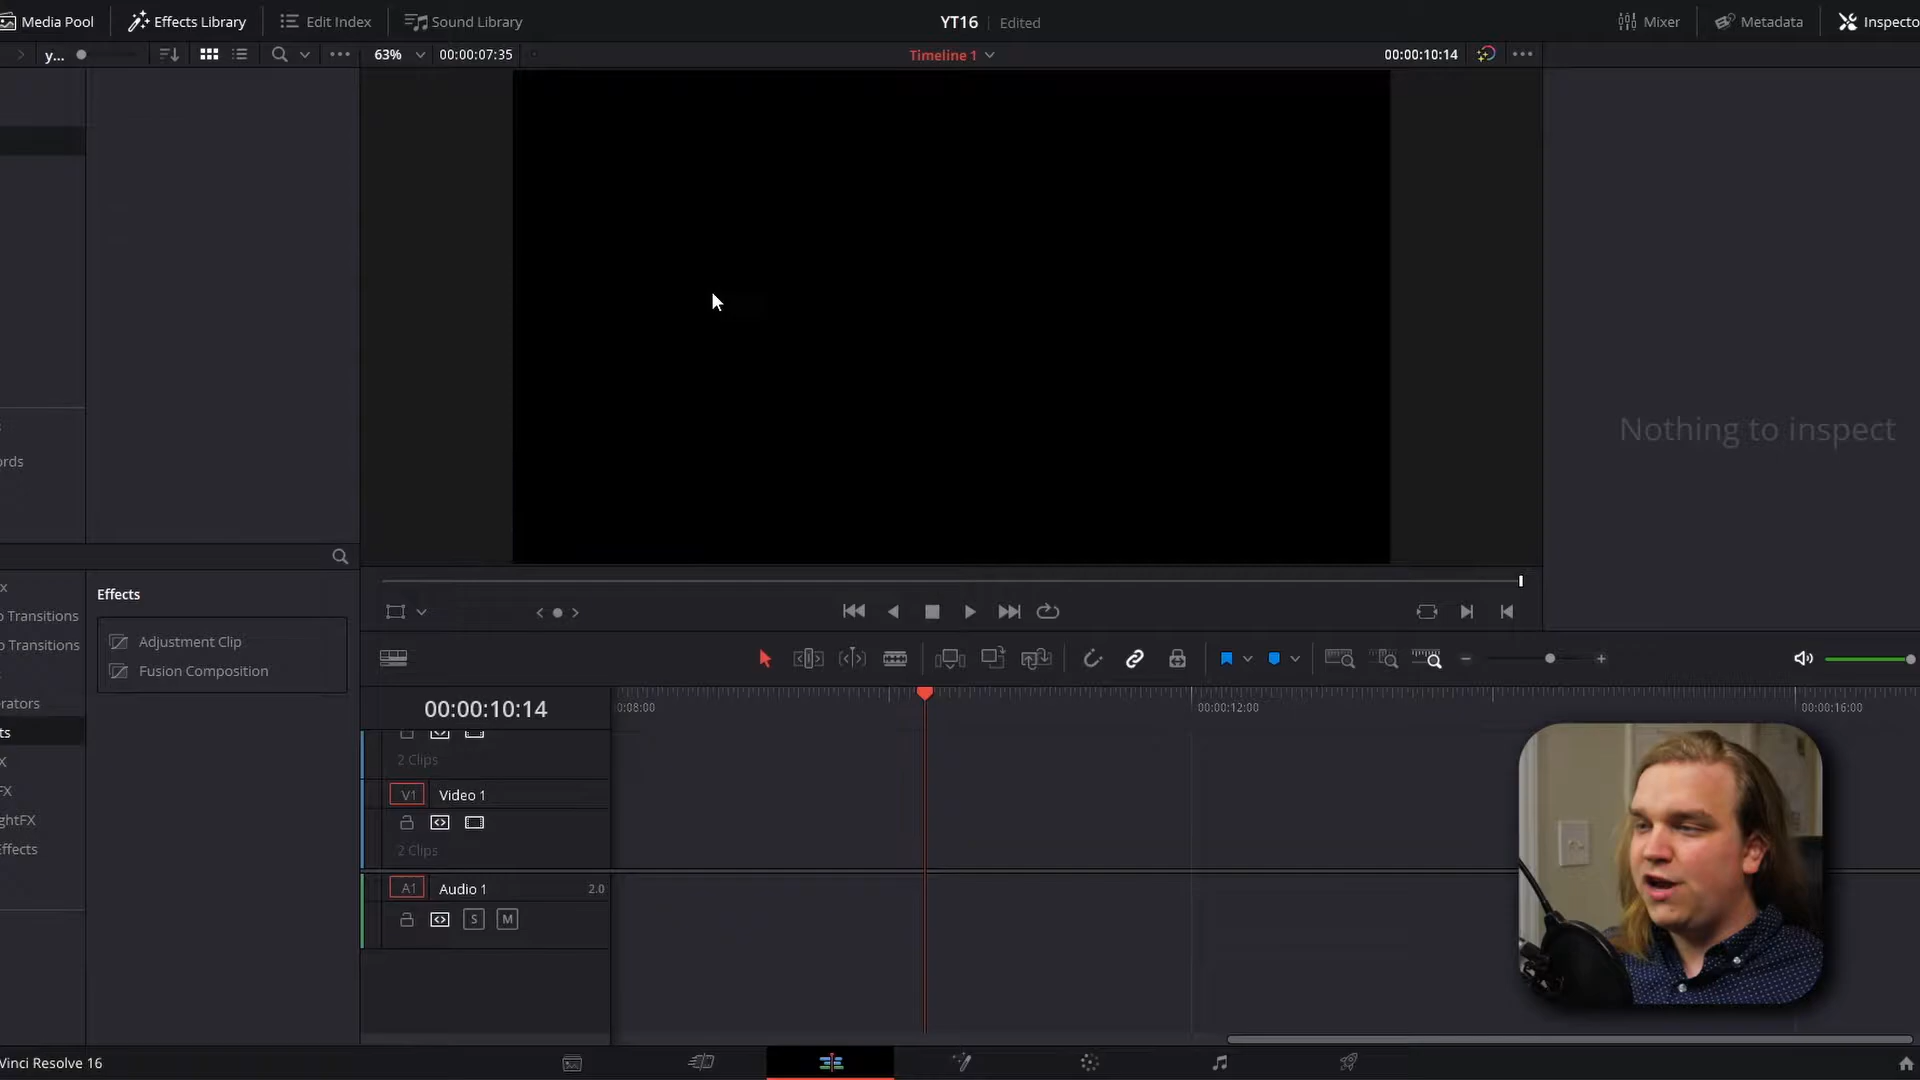 Media Pool
Effects Library
Edit Index
Sound Library
YT16
Edited
Mixer
Metadata
Inspecto
y...
63%
00:00:07:35
Timeline 1
00:00:10:14
Nothing to inspect
ords
x
o Transitions
o Transitions
rators
ts
X
FX
ghtFX
Effects
Effects
Adjustment Clip
Fusion Composition
00:00:10:14
0:08:00
00:00:12:00
00:00:16:00
2 Clips
V1
Video 1
2 Clips
A1
Audio 1
2.0
S
M
Vinci Resolve 16